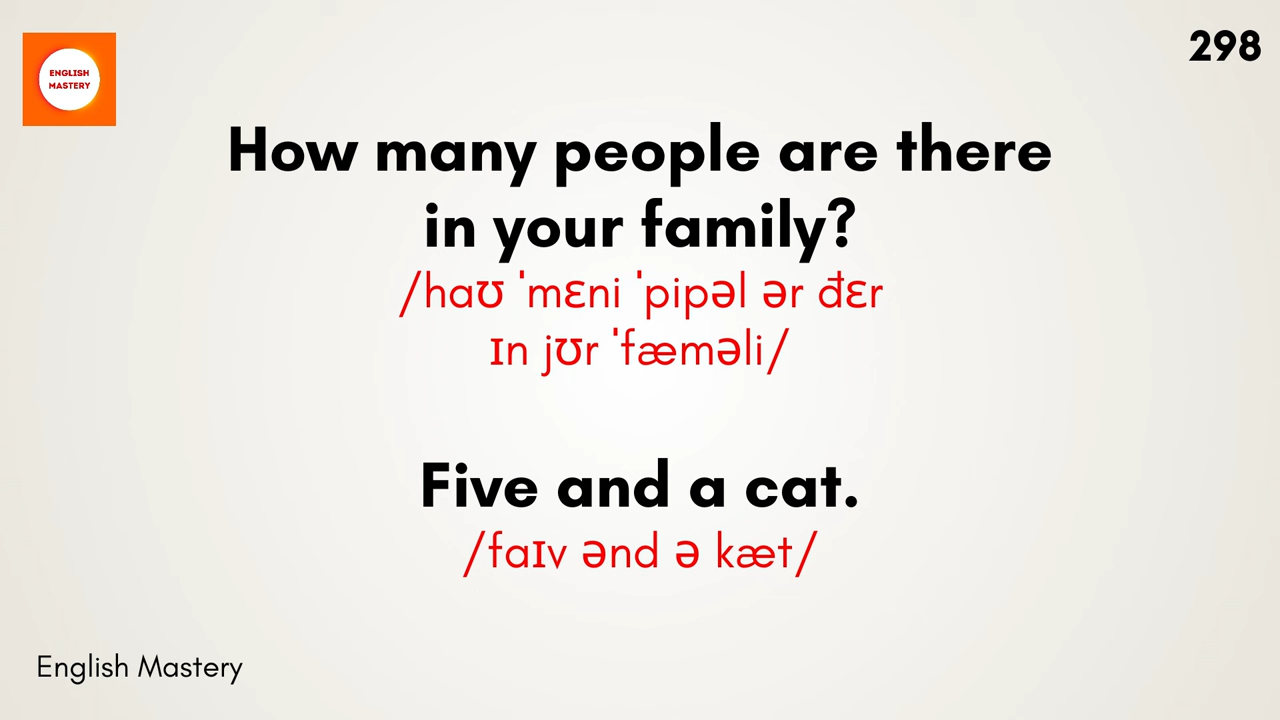 ENGLISH
MASTERY
298
How many people are there
in your family?
/haʊ ˈmɛni ˈpipəl ər đɛr
ɪn jʊr ˈfæməli/
Five and a cat.
/faɪv ənd ə kæt/
English Mastery